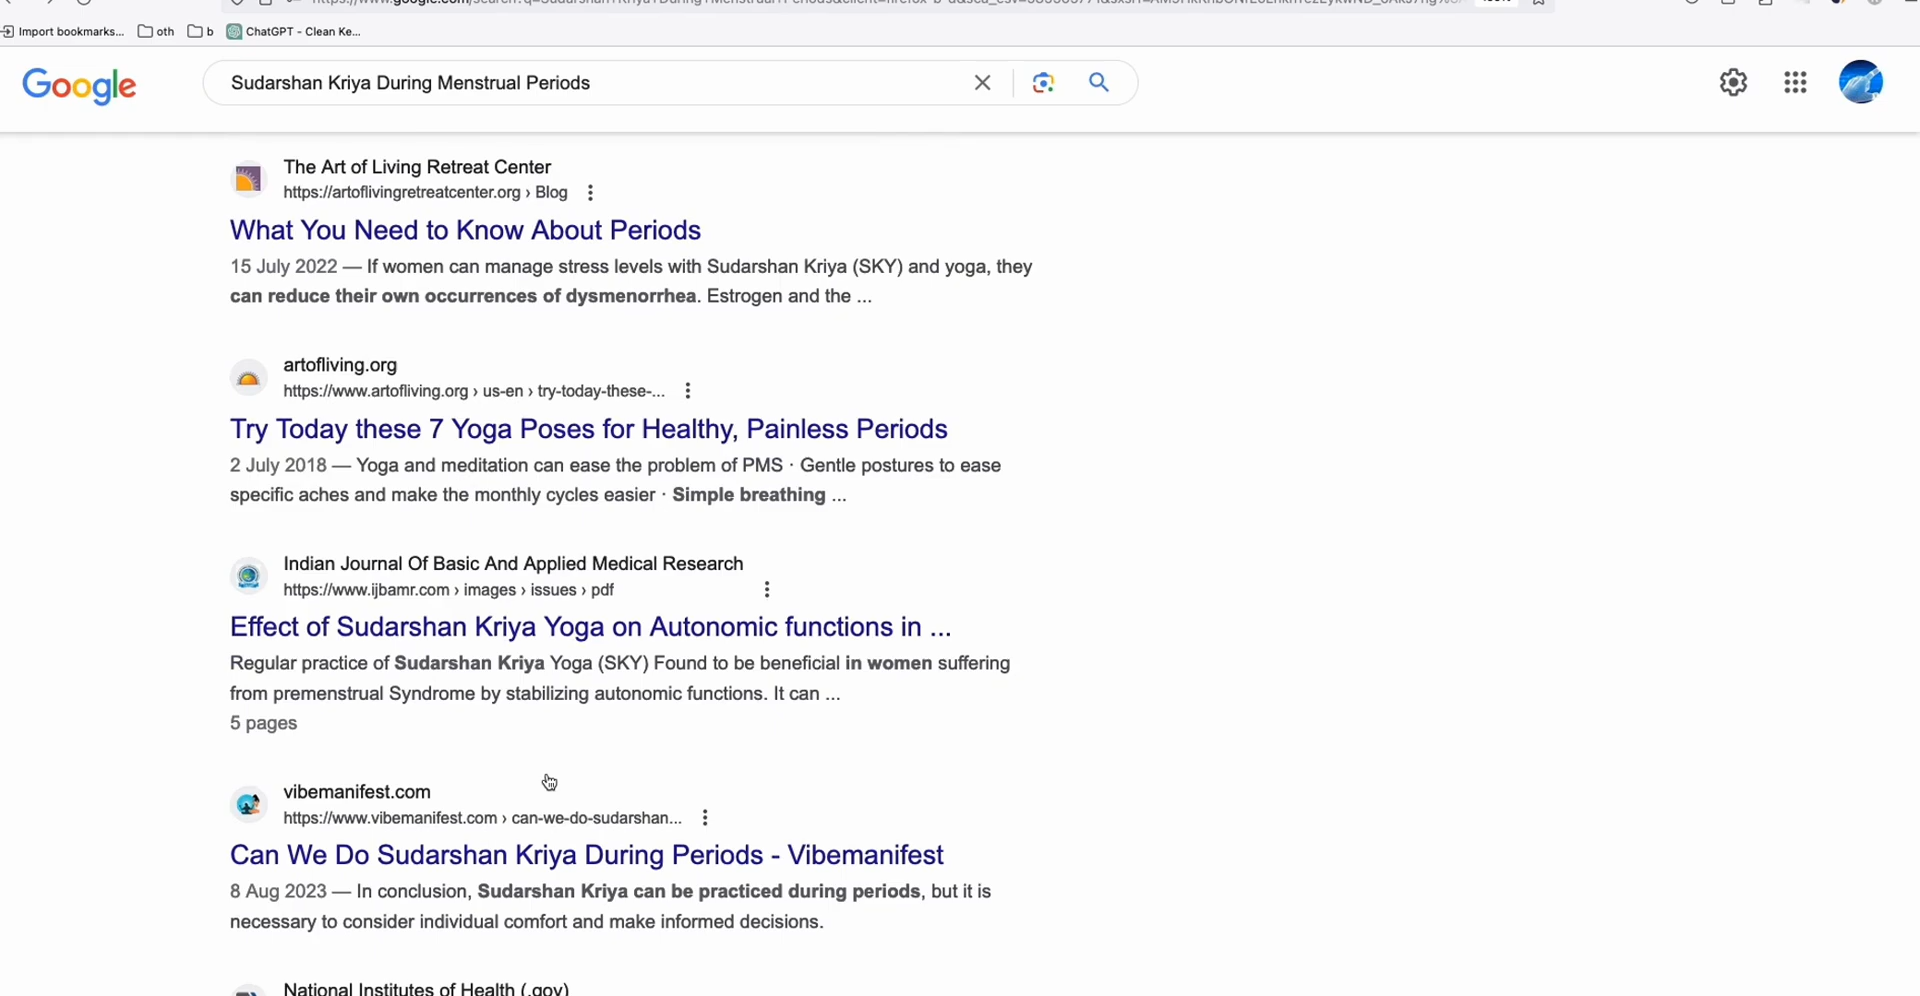 Import bookmarks...
oth
b
ChatGPT - Clean Ke...
Google
Sudarshan Kriya During Menstrual Periods
The Art of Living Retreat Center
https://artoflivingretreatcenter.org › Blog
What You Need to Know About Periods
15 July 2022 — If women can manage stress levels with Sudarshan Kriya (SKY) and yoga, they
can reduce their own occurrences of dysmenorrhea. Estrogen and the ...
artofliving.org
https://www.artofliving.org › us-en › try-today-these-...
Try Today these 7 Yoga Poses for Healthy, Painless Periods
2 July 2018 — Yoga and meditation can ease the problem of PMS · Gentle postures to ease
specific aches and make the monthly cycles easier · Simple breathing ...
Indian Journal Of Basic And Applied Medical Research
https://www.ijbamr.com › images › issues › pdf
Effect of Sudarshan Kriya Yoga on Autonomic functions in ...
Regular practice of Sudarshan Kriya Yoga (SKY) Found to be beneficial in women suffering
from premenstrual Syndrome by stabilizing autonomic functions. It can ...
5 pages
vibemanifest.com
https://www.vibemanifest.com › can-we-do-sudarshan...
Can We Do Sudarshan Kriya During Periods - Vibemanifest
8 Aug 2023 — In conclusion, Sudarshan Kriya can be practiced during periods, but it is
necessary to consider individual comfort and make informed decisions.
National Institutes of Health (.gov)